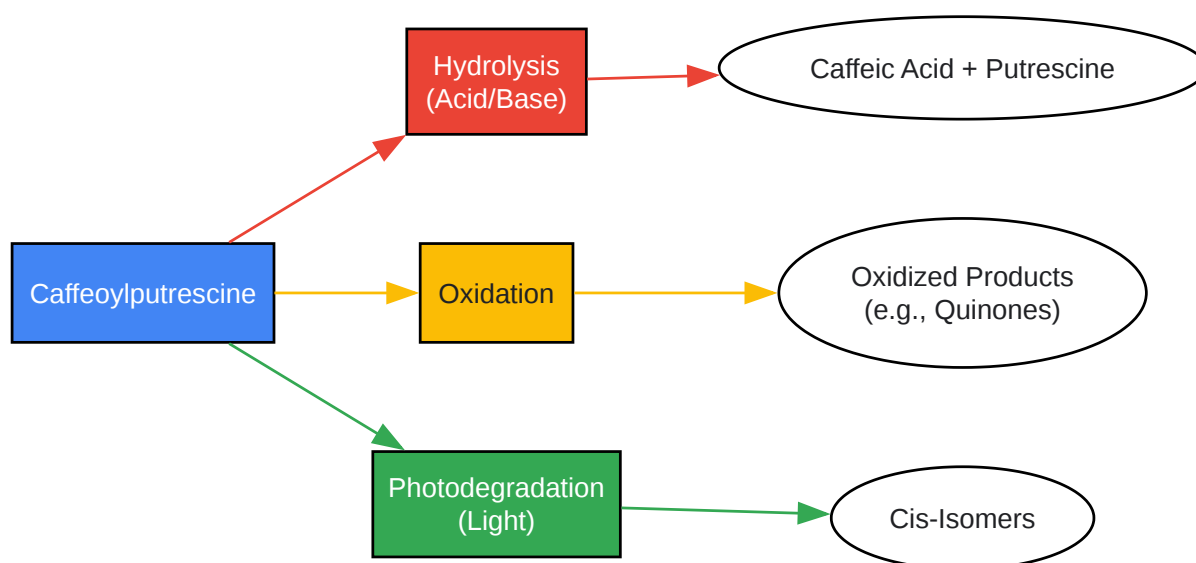 Hydrolysis
(Acid/Base)
Caffeic Acid + Putrescine
Caffeoylputrescine
Oxidation
Oxidized Products
(e.g., Quinones)
Photodegradation
(Light)
Cis-Isomers